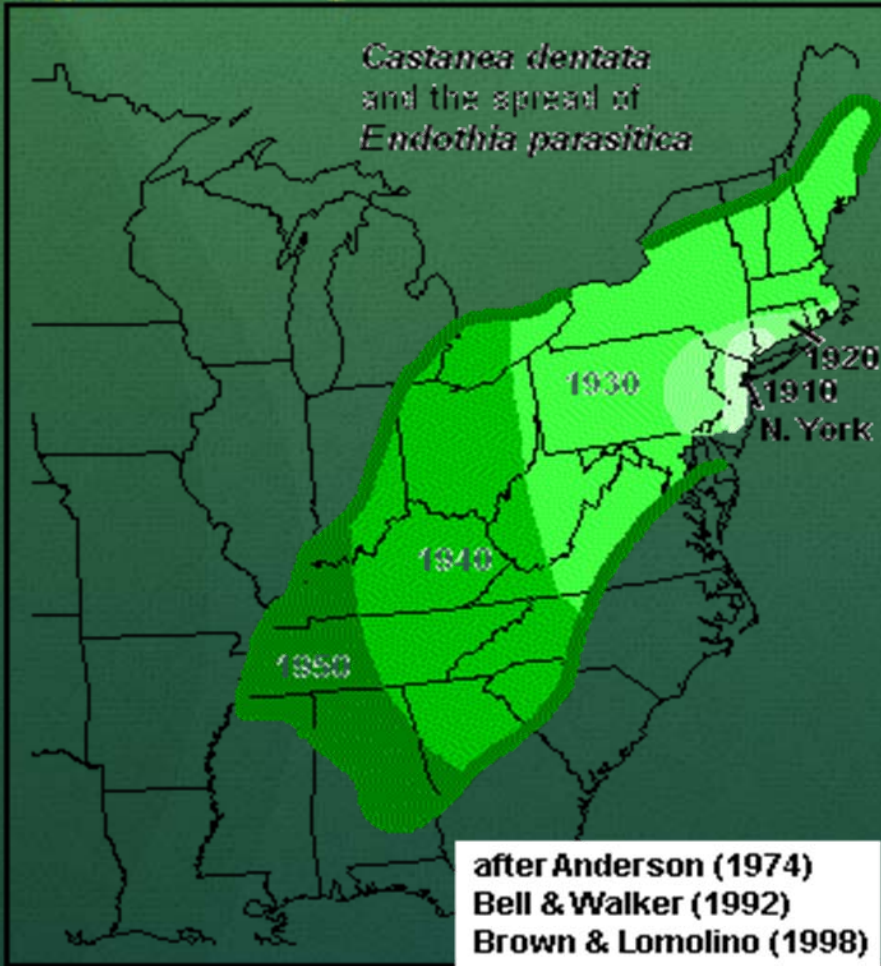 Castanea dentata
and the spread of
Endothia parasitica
1920
1930
1910
N. York
1940
1950
after Anderson (1974)
Bell & Walker (1992)
Brown & Lomolino (1998)